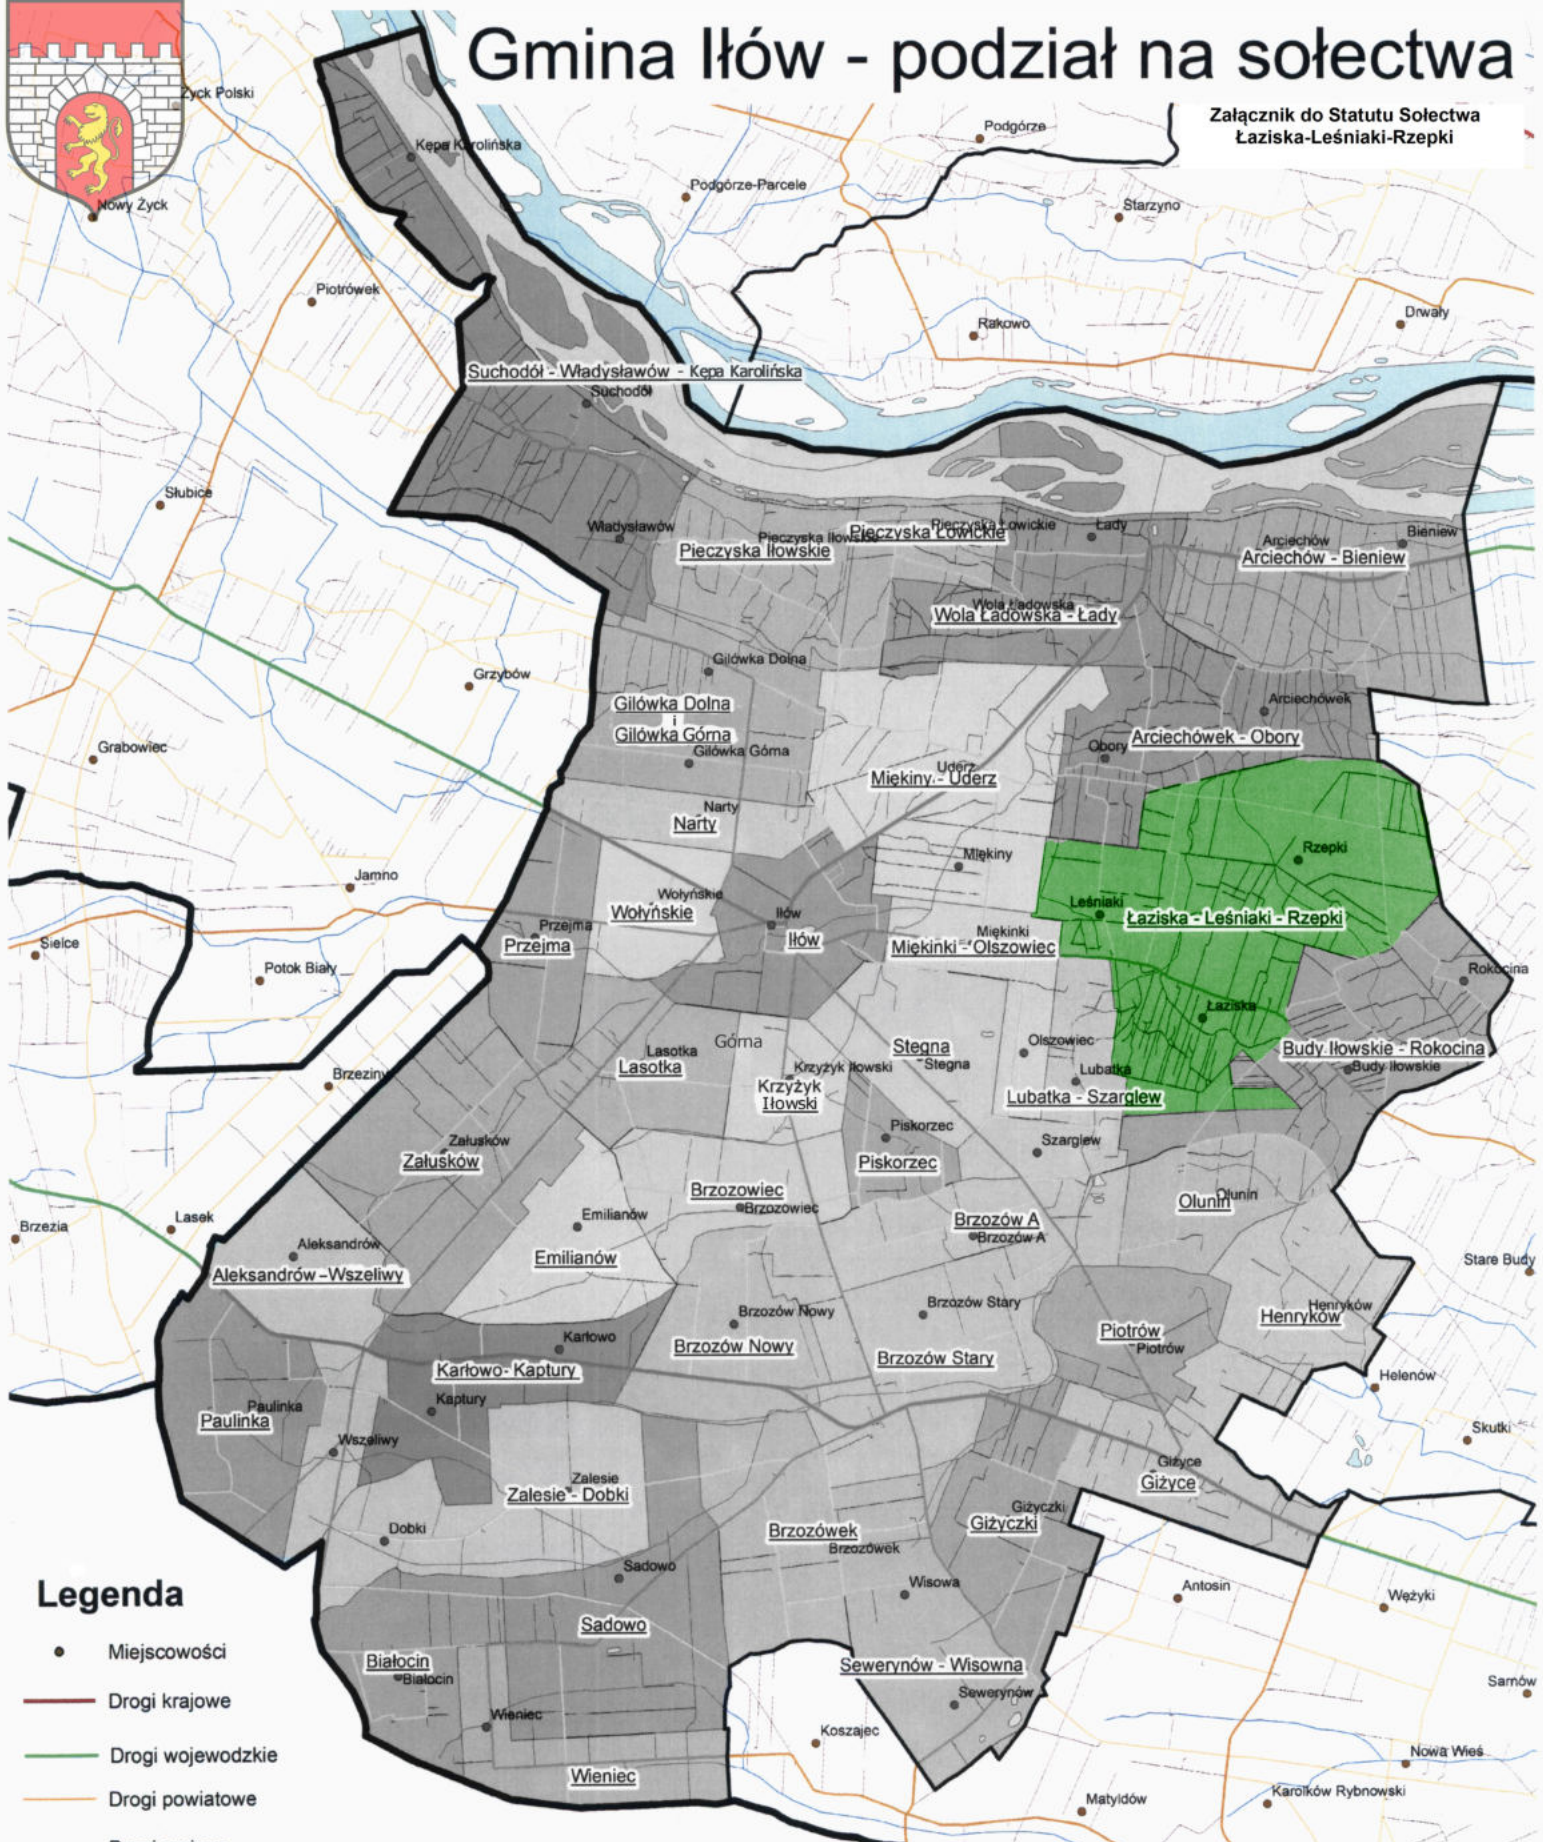 Gmina Iłów - podział na sołectwa
Załącznik do Statutu Sołectwa
Łaziska-Leśniaki-Rzepki
Życk Polski
Podgórze
Kępa Karolińska
Podgórze-Parcele
Nowy Życk
Starzyno
Piotrówek
Drwały
Rakowo
Suchodół - Władysławów - Kępa Karolińska
Suchodół
Słubice
Władysławów
Pieczyska Iłowskie
Pieczyska Iłowskie
Pieczyska Łowickie
Pieczyska Łowickie
Łady
Arciechów
Bieniew
Arciechów - Bieniew
Wola Ładowska
Wola Ładowska - Łady
Gilówka Dolna
Grzybów
Gilówka Dolna
i
Gilówka Górna
Gilówka Górna
Arciechówek
Arciechówek - Obory
Obory
Grabowiec
Uderz
Miękiny - Uderz
Narty
Narty
Miękiny
Rzepki
Jamno
Wołyńskie
Wołyńskie
Iłów
Iłów
Leśniaki
Łaziska - Leśniaki - Rzepki
Przejma
Przejma
Miękinki
Miękinki - Olszowiec
Sielce
Potok Biały
Rokocina
Łaziska
Górna
Lasotka
Lasotka
Stegna
Stegna
Olszowiec
Budy Iłowskie - Rokocina
Budy Iłowskie
Krzyżyk Iłowski
Krzyżyk
Iłowski
Brzeziny
Lubatka
Lubatka - Szarglew
Piskorzec
Piskorzec
Załusków
Załusków
Szarglew
Brzozowiec
Brzozowiec
Olunin
Olunin
Lasek
Brzezia
Emilianów
Emilianów
Brzozów A
Brzozów A
Aleksandrów
Aleksandrów - Wszeliwy
Stare Budy
Brzozów Nowy
Brzozów Nowy
Brzozów Stary
Brzozów Stary
Henryków
Henryków
Piotrów
Piotrów
Karłowo
Karłowo- Kaptury
Helenów
Kaptury
Paulinka
Paulinka
Skutki
Wszeliwy
Giżyce
Giżyce
Zalesie
Zalesie - Dobki
Giżyczki
Giżyczki
Dobki
Brzozówek
Brzozówek
Sadowo
Sadowo
Wisowa
Antosin
Wężyki
Białocin
Białocin
Sewerynów - Wisowna
Sewerynów
Sarnów
Wieniec
Wieniec
Koszajec
Nowa Wieś
Matyldów
Karolków Rybnowski
Legenda
Miejscowości
Drogi krajowe
Drogi wojewodzkie
Drogi powiatowe